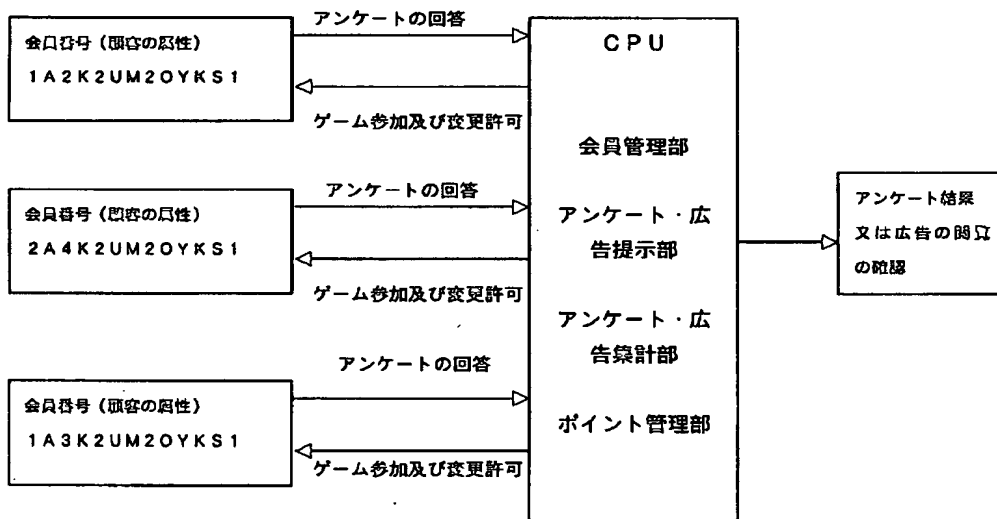 会員番号（顧客の属性）
１Ａ２Ｋ２ＵＭ２ＯＹＫＳ１
アンケートの回答
ゲーム参加及び変更許可
会員番号（顧客の属性）
２Ａ４Ｋ２ＵＭ２ＯＹＫＳ１
アンケートの回答
ゲーム参加及び変更許可
会員番号（顧客の属性）
１Ａ３Ｋ２ＵＭ２ＯＹＫＳ１
アンケートの回答
ゲーム参加及び変更許可
ＣＰＵ
会員管理部
アンケート・広
告提示部
アンケート・広
告集計部
ポイント管理部
アンケート結果
又は広告の閲覧
の確認